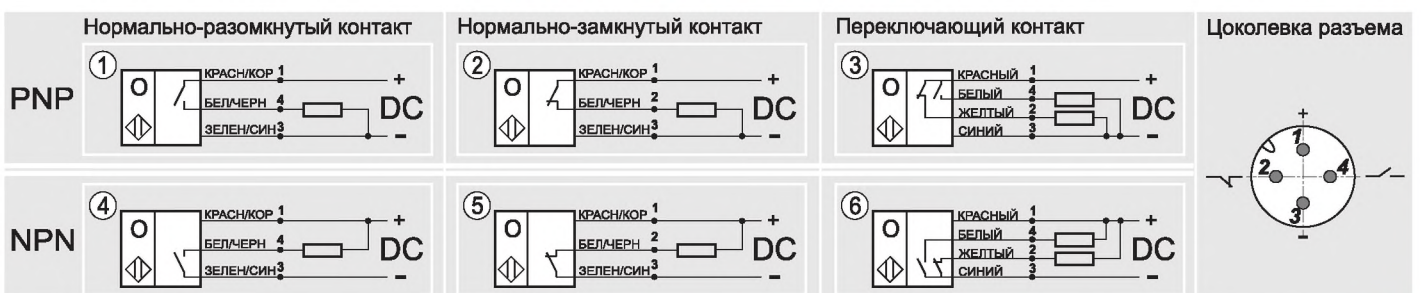 Нормально-разомкнутый контакт
Нормально-замкнутый контакт
Переключающий контакт
Цоколевка разъема
PNP
1
O
КРАСН/КОР 1
+
БЕЛ/ЧЕРН 4
DC
ЗЕЛЕН/СИН 3
-
2
O
КРАСН/КОР 1
+
БЕЛ/ЧЕРН 2
DC
ЗЕЛЕН/СИН 3
-
3
O
КРАСНЫЙ 1
+
БЕЛЫЙ 4
DC
ЖЕЛТЫЙ 2
СИНИЙ 3
-
+
1
2
4
3
-
NPN
4
O
КРАСН/КОР 1
+
БЕЛ/ЧЕРН 4
DC
ЗЕЛЕН/СИН 3
-
5
O
КРАСН/КОР 1
+
БЕЛ/ЧЕРН 2
DC
ЗЕЛЕН/СИН 3
-
6
O
КРАСНЫЙ 1
+
БЕЛЫЙ 4
DC
ЖЕЛТЫЙ 2
СИНИЙ 3
-